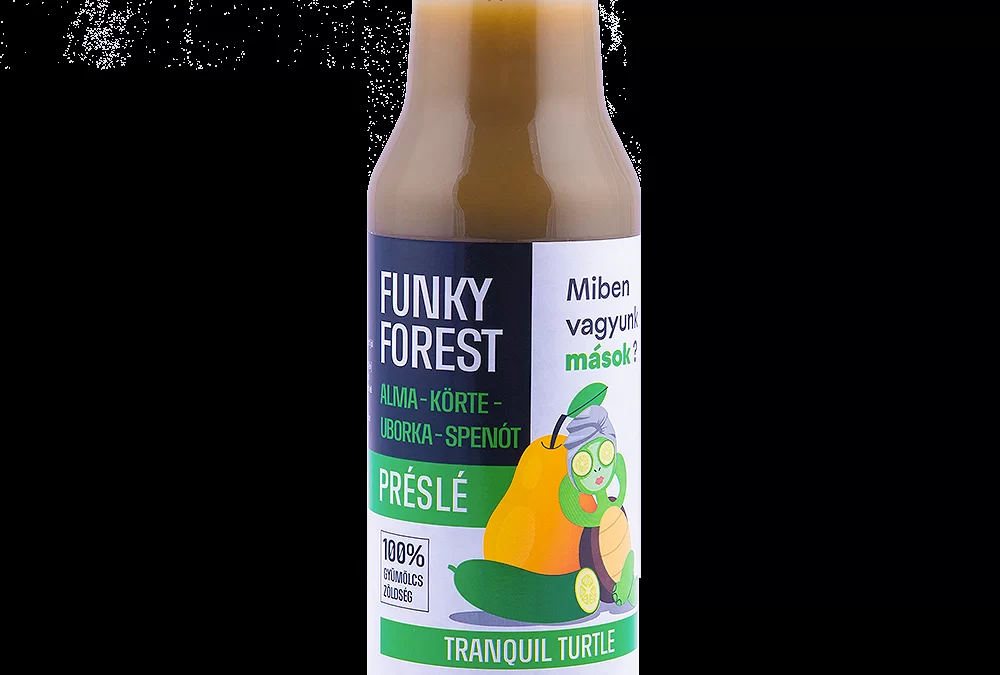 FUNKY
FOREST
ALMA-KÖRTE-
UBORKA-SPENÓT
PRÉSLÉ
100%
GYÜMÖLCS
ZÖLDSÉG
Miben
vagyunk
mások?
TRANQUIL TURTLE